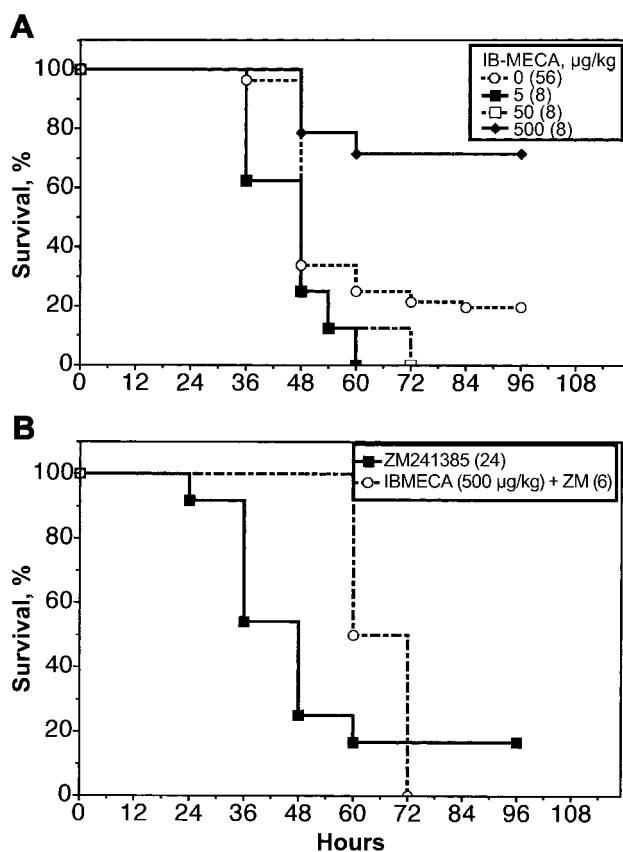 A
IB-MECA, µg/kg
0 (56)
5 (8)
50 (8)
500 (8)
Survival, %
100
80
60
40
20
0
0 12 24 36 48 60 72 84 96 108
B
ZM241385 (24)
IBMECA (500 µg/kg) + ZM (6)
Survival, %
100
80
60
40
20
0
0 12 24 36 48 60 72 84 96 108
Hours